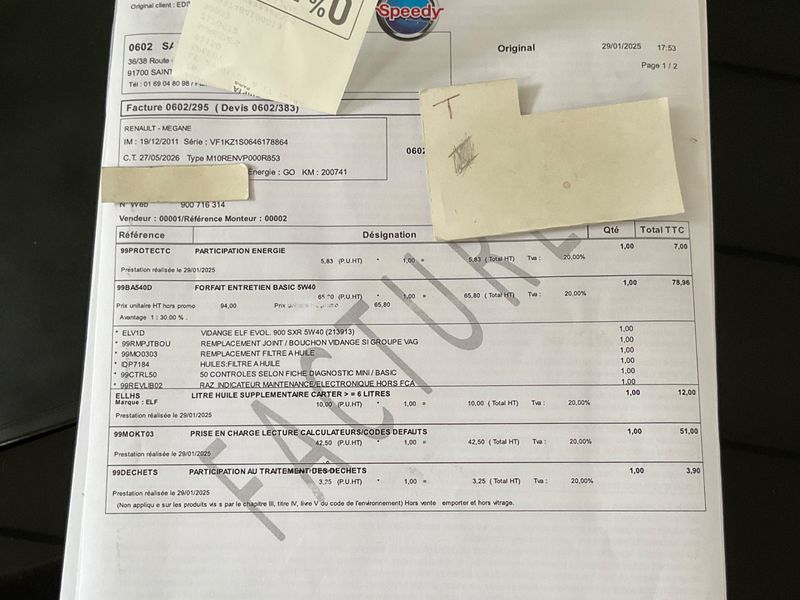 Original client : EDI
%0
Speedy
0602 SA
Original
29/01/2025 17:53
36/38 Route
91700 SAINT
Page 1 / 2
Tél : 01 69 04 80 98
Facture 0602/295 ( Devis 0602/383)
T
RENAULT - MEGANE
IM : 19/12/2011 Série : VF1KZ1S0646178864
0602
C.T. 27/05/2026 Type M10RENVP000R853
Energie : GO KM : 200741
N° Web 900 716 314
Vendeur : 00001/Référence Monteur : 00002
Référence Désignation Qté Total TTC
99PROTECTC PARTICIPATION ENERGIE 1,00 7,00
5,83 (P.U.HT) * 1,00 = 5,83 ( Total HT) Tva : 20,00%
Prestation réalisée le 29/01/2025
99BA540D FORFAIT ENTRETIEN BASIC 5W40 1,00 78,96
65,80 (P.U.HT) * 1,00 = 65,80 ( Total HT) Tva : 20,00%
Prix unitaire HT hors promo 94,00 65,80
Avantage 1 : 30.00 % .
* ELV1D VIDANGE ELF EVOL. 900 SXR 5W40 (213913) 1,00
* 99RMPJTBOU REMPLACEMENT JOINT / BOUCHON VIDANGE SI GROUPE VAG 1,00
* 99MO0303 REMPLACEMENT FILTRE A HUILE 1,00
* IDP7184 HUILES:FILTRE A HUILE 1,00
* 99CTRL50 50 CONTROLES SELON FICHE DIAGNOSTIC MINI / BASIC 1,00
* 99REVLIB02 RAZ INDICATEUR MAINTENANCE/ELECTRONIQUE HORS FCA 1,00
ELLHS LITRE HUILE SUPPLEMENTAIRE CARTER > = 6 LITRES 1,00 12,00
Marque : ELF 10,00 (P.U.HT) * 1,00 = 10,00 ( Total HT) Tva : 20,00%
Prestation réalisée le 29/01/2025
99MOKT03 PRISE EN CHARGE LECTURE CALCULATEURS/CODES DEFAUTS 1,00 51,00
42,50 (P.U.HT) * 1,00 = 42,50 ( Total HT) Tva : 20,00%
Prestation réalisée le 29/01/2025
99DECHETS PARTICIPATION AU TRAITEMENT DES DECHETS 1,00 3,90
3,25 (P.U.HT) * 1,00 = 3,25 ( Total HT) Tva : 20,00%
Prestation réalisée le 29/01/2025
(Non appliqu e sur les produits vis s par le chapitre III, titre IV, livre V du code de l'environnement) Hors vente emporter et hors vitrage.
FACTURE